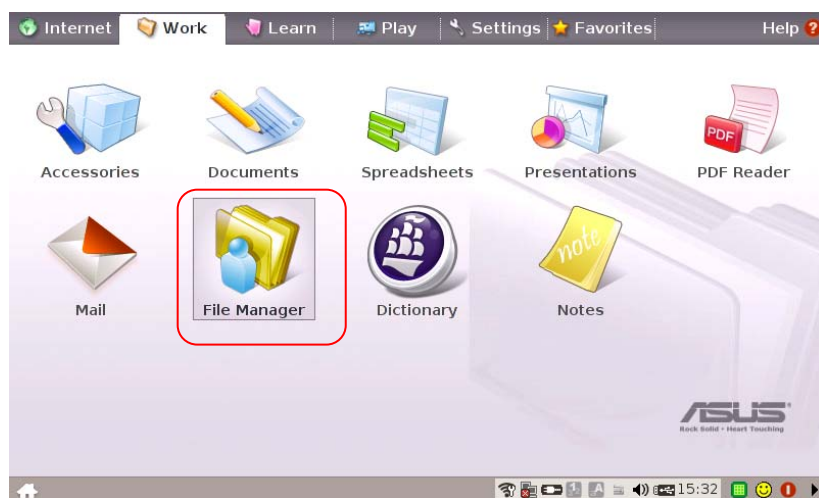 Internet Work Learn Play Settings Favorites Help ?
Accessories Documents Spreadsheets Presentations PDF Reader
PDF
Mail File Manager Dictionary Notes
note
ASUS
Rock Solid • Heart Touching
15:32